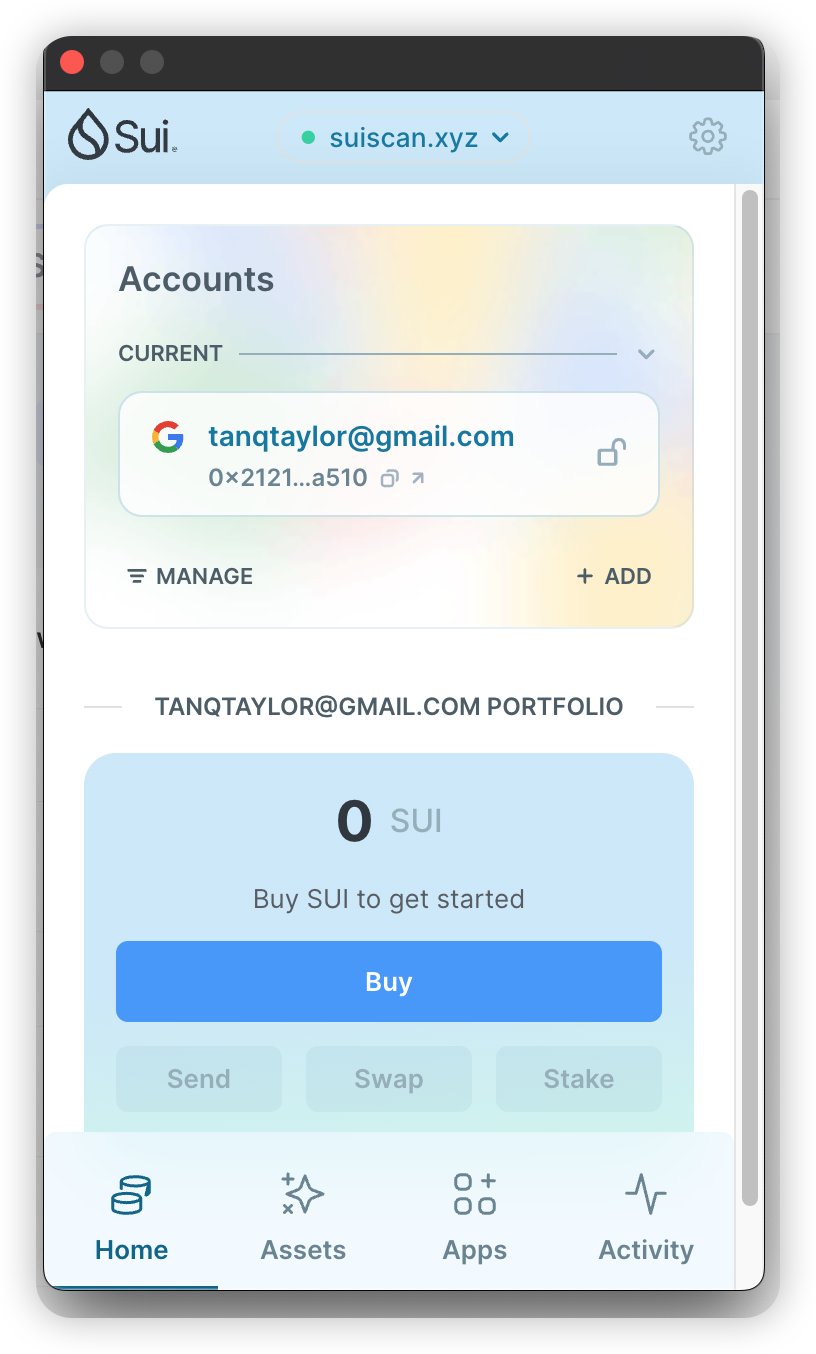 Sui
suiscan.xyz
Accounts
CURRENT
tanqtaylor@gmail.com
0×2121...a510
MANAGE
+ ADD
TANQTAYLOR@GMAIL.COM PORTFOLIO
0 SUI
Buy SUI to get started
Buy
Send Swap Stake
Home Assets Apps Activity